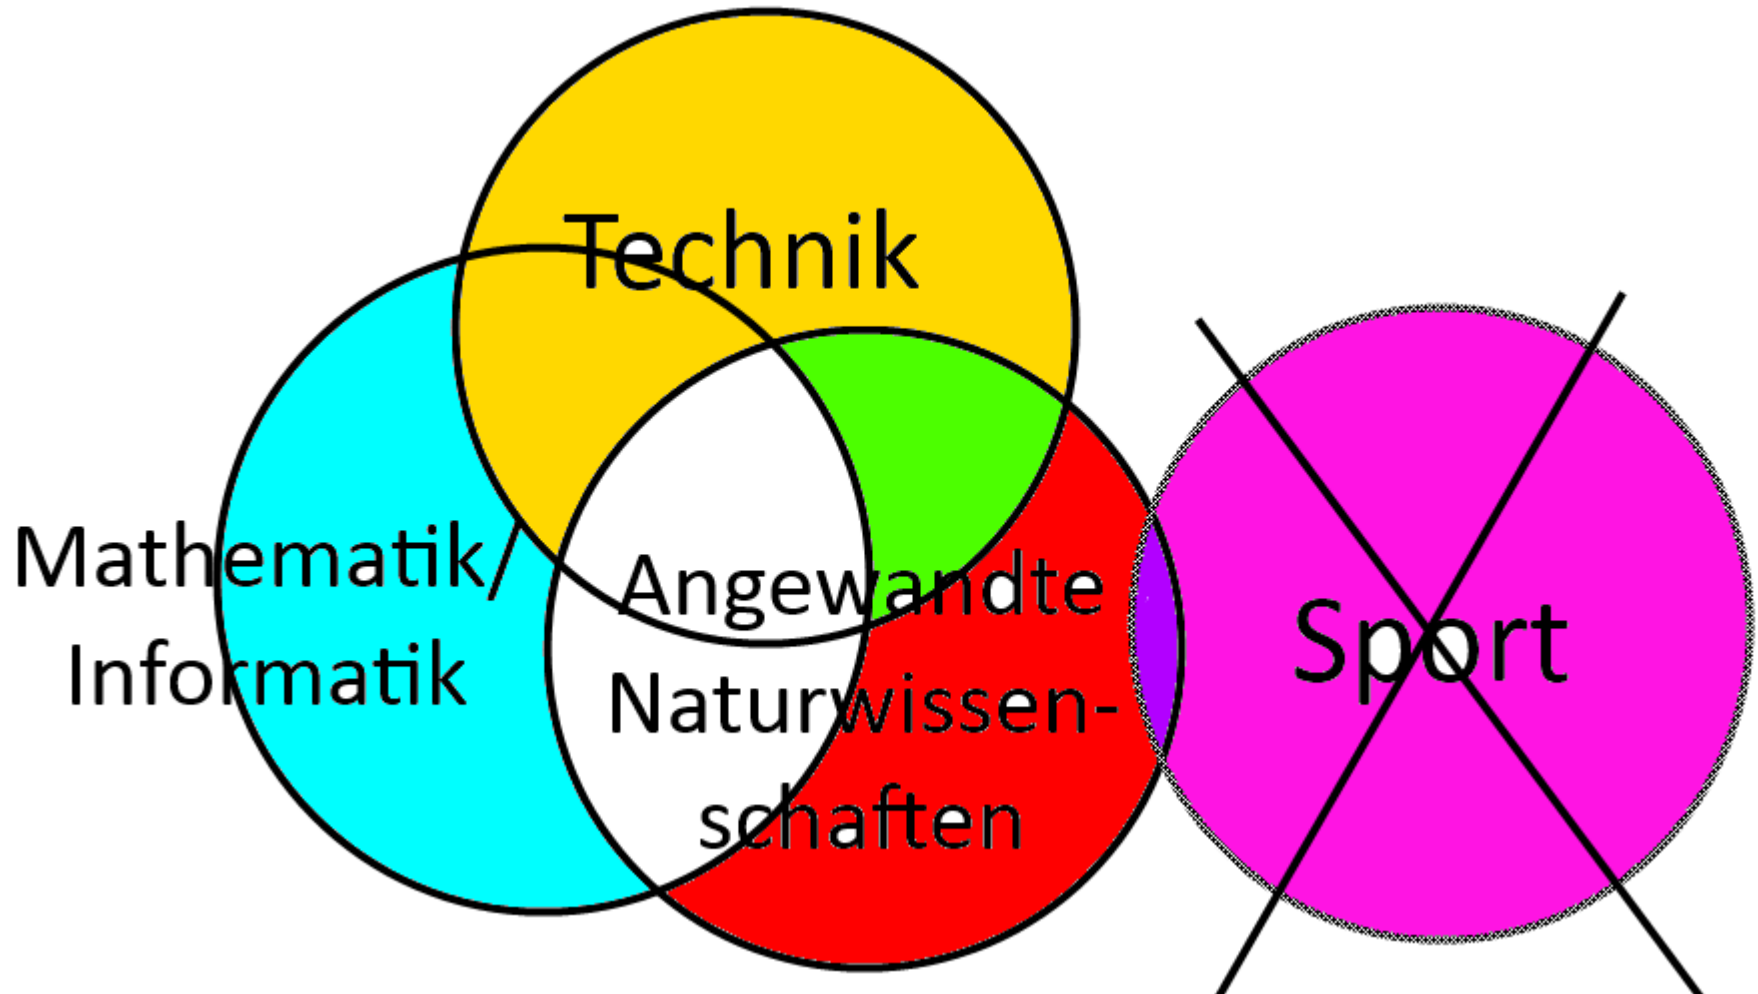 Technik
Mathematik/
Informatik
Angewandte
Naturwissen-
schaften
Sport